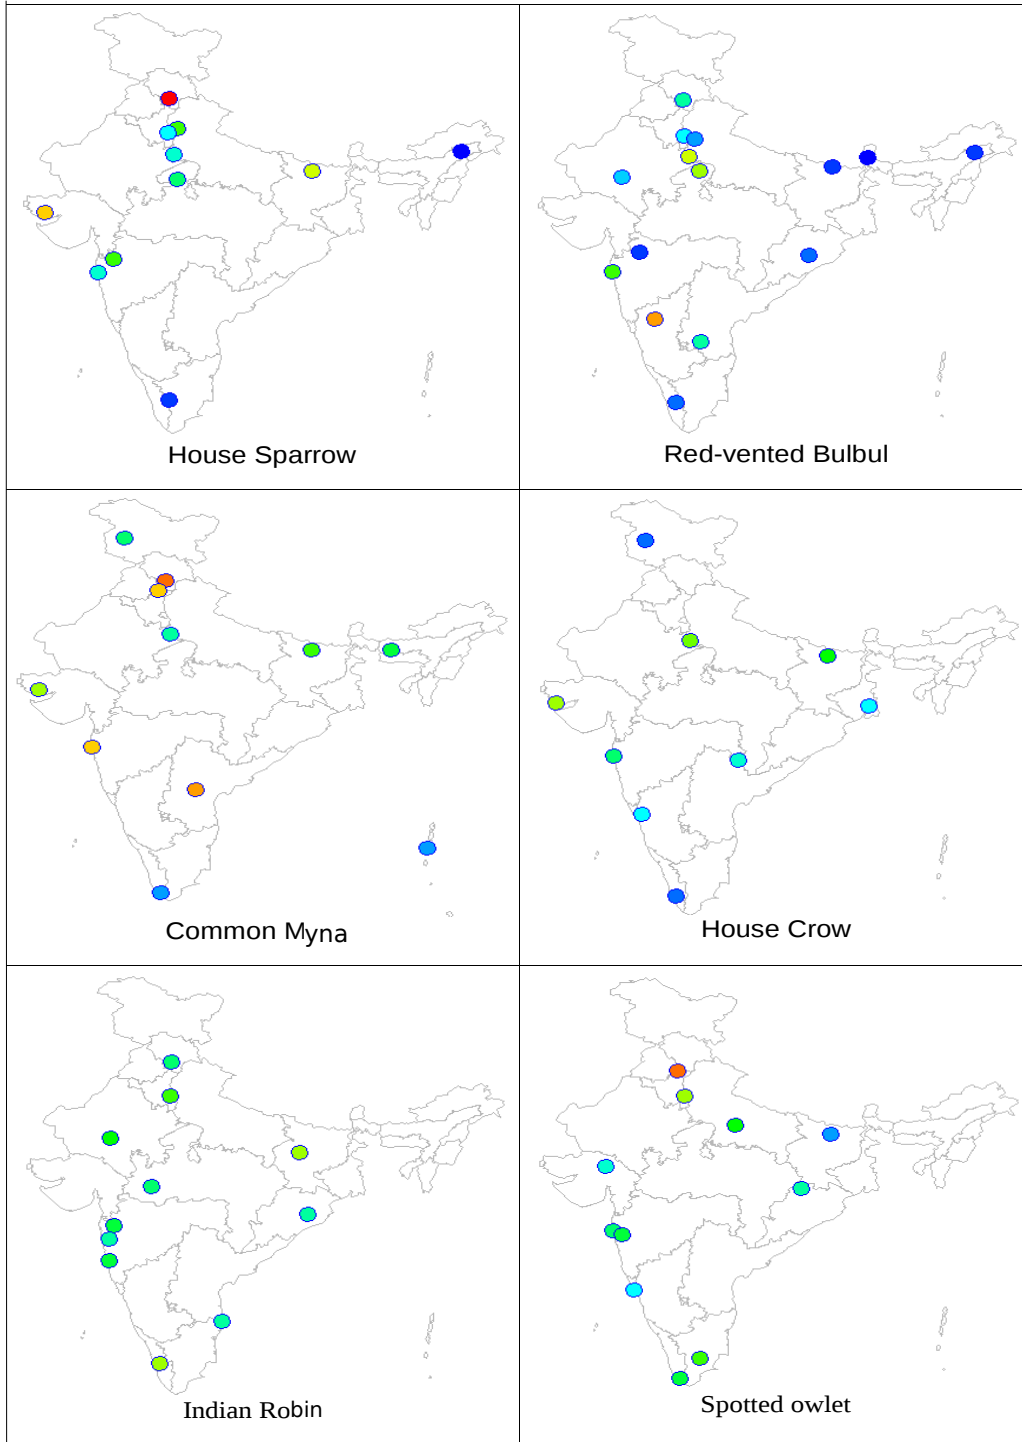 House Sparrow
Red-vented Bulbul
Common Myna
House Crow
Indian Robin
Spotted owlet